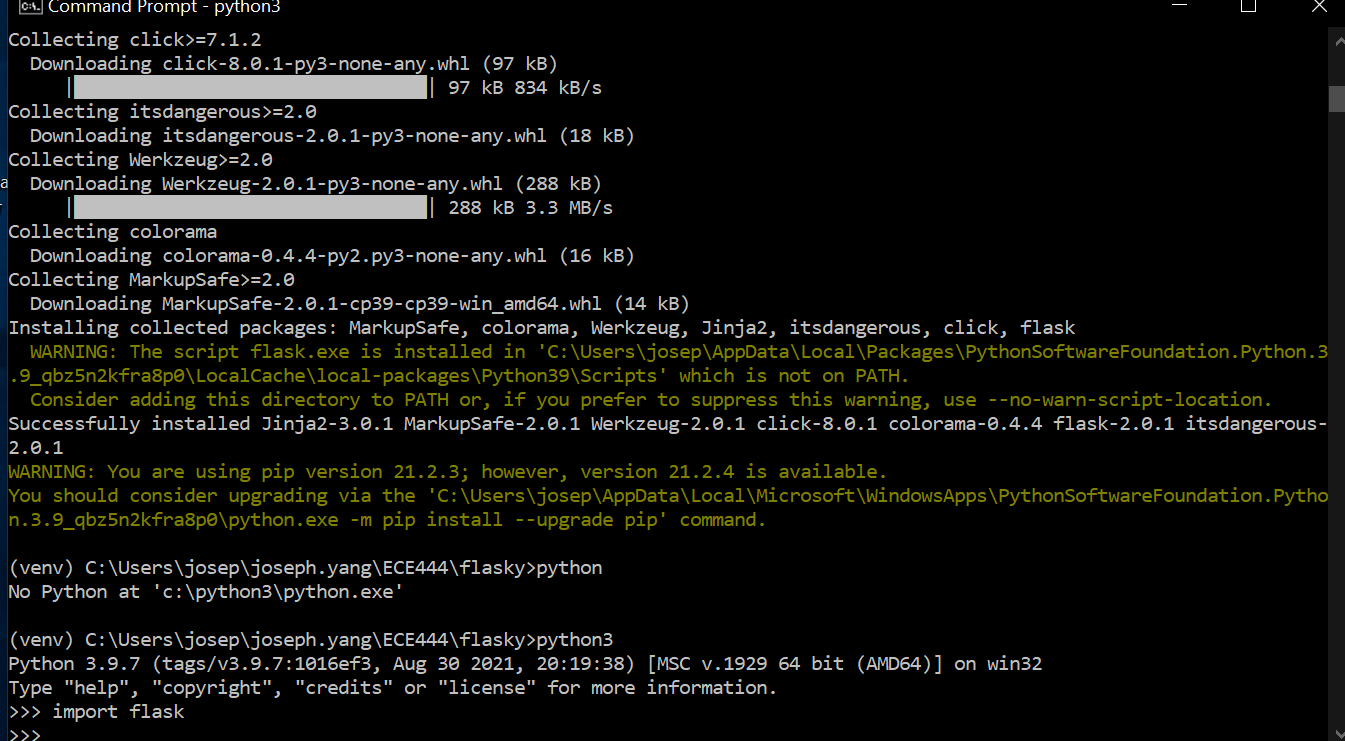 Command Prompt - python3
Collecting click>=7.1.2
  Downloading click-8.0.1-py3-none-any.whl (97 kB)
     |████████████████████████████████| 97 kB 834 kB/s
Collecting itsdangerous>=2.0
  Downloading itsdangerous-2.0.1-py3-none-any.whl (18 kB)
Collecting Werkzeug>=2.0
  Downloading Werkzeug-2.0.1-py3-none-any.whl (288 kB)
     |████████████████████████████████| 288 kB 3.3 MB/s
Collecting colorama
  Downloading colorama-0.4.4-py2.py3-none-any.whl (16 kB)
Collecting MarkupSafe>=2.0
  Downloading MarkupSafe-2.0.1-cp39-cp39-win_amd64.whl (14 kB)
Installing collected packages: MarkupSafe, colorama, Werkzeug, Jinja2, itsdangerous, click, flask
  WARNING: The script flask.exe is installed in 'C:\Users\josep\AppData\Local\Packages\PythonSoftwareFoundation.Python.3
.9_qbz5n2kfra8p0\LocalCache\local-packages\Python39\Scripts' which is not on PATH.
  Consider adding this directory to PATH or, if you prefer to suppress this warning, use --no-warn-script-location.
Successfully installed Jinja2-3.0.1 MarkupSafe-2.0.1 Werkzeug-2.0.1 click-8.0.1 colorama-0.4.4 flask-2.0.1 itsdangerous-
2.0.1
WARNING: You are using pip version 21.2.3; however, version 21.2.4 is available.
You should consider upgrading via the 'C:\Users\josep\AppData\Local\Microsoft\WindowsApps\PythonSoftwareFoundation.Pytho
n.3.9_qbz5n2kfra8p0\python.exe -m pip install --upgrade pip' command.
(venv) C:\Users\josep\joseph.yang\ECE444\flasky>python
No Python at 'c:\python3\python.exe'
(venv) C:\Users\josep\joseph.yang\ECE444\flasky>python3
Python 3.9.7 (tags/v3.9.7:1016ef3, Aug 30 2021, 20:19:38) [MSC v.1929 64 bit (AMD64)] on win32
Type "help", "copyright", "credits" or "license" for more information.
>>> import flask
>>>